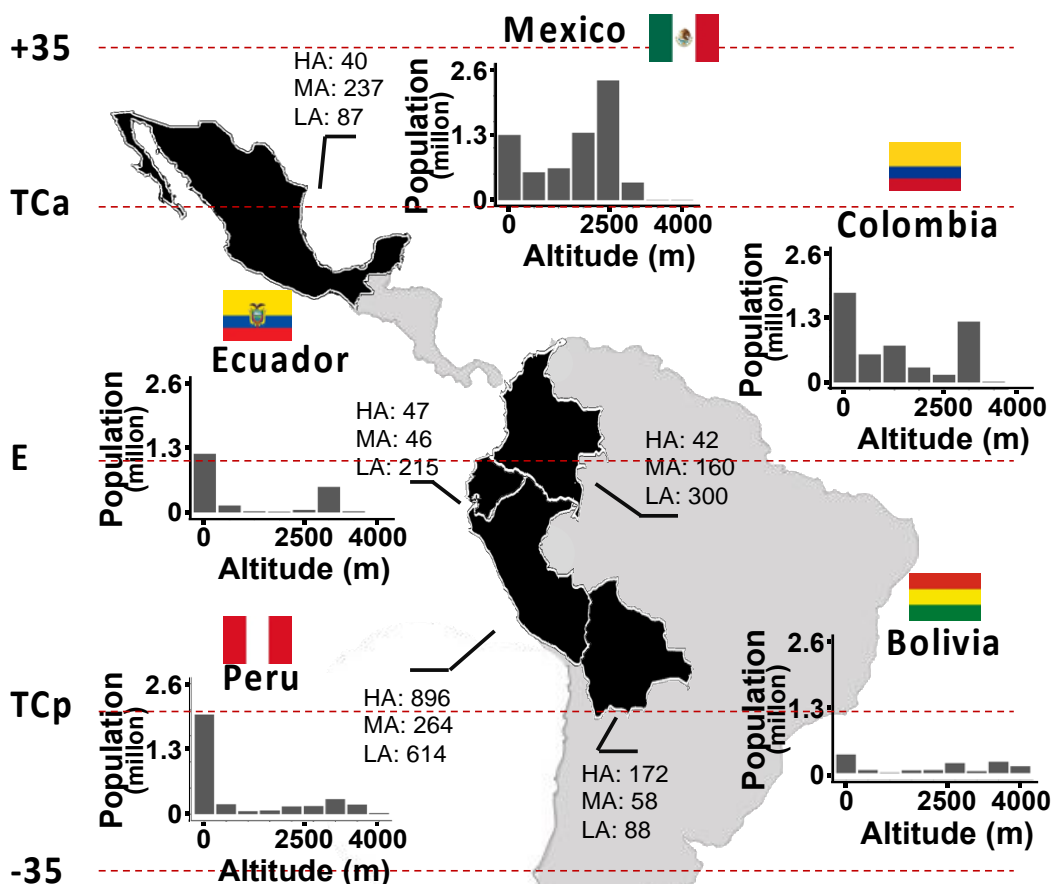 +35
Mexico
HA: 40
MA: 237
LA: 87
Population
(millon)
2.6
1.3
0
0 2500 4000
Altitude (m)
TCa
Colombia
Population
(millon)
2.6
1.3
0
0 2500 4000
Altitude (m)
Ecuador
Population
(millon)
2.6
1.3
0
0 2500 4000
Altitude (m)
HA: 47
MA: 46
LA: 215
HA: 42
MA: 160
LA: 300
E
Bolivia
Population
(millon)
2.6
1.3
0
0 2500 4000
Altitude (m)
Peru
Population
(millon)
2.6
1.3
0
0 2500 4000
Altitude (m)
HA: 896
MA: 264
LA: 614
HA: 172
MA: 58
LA: 88
TCp
-35